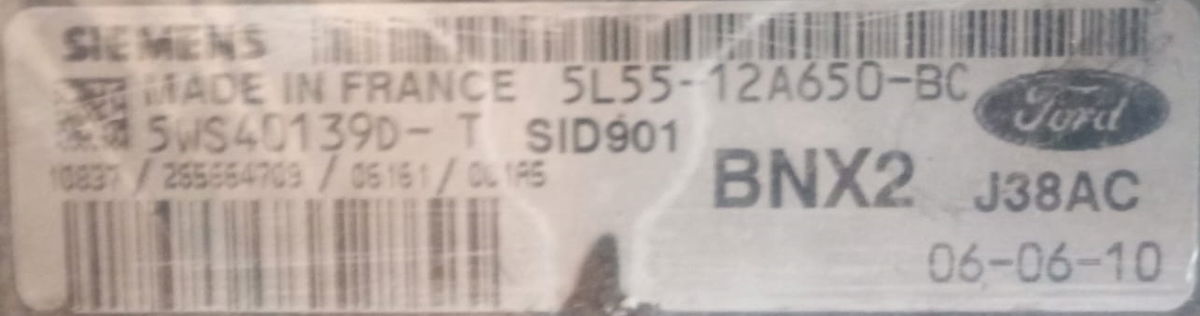 SIEMENS
MADE IN FRANCE 5L55-12A650-BC
Ford
5WS40139D-T SID901
BNX2 J38AC
06-06-10